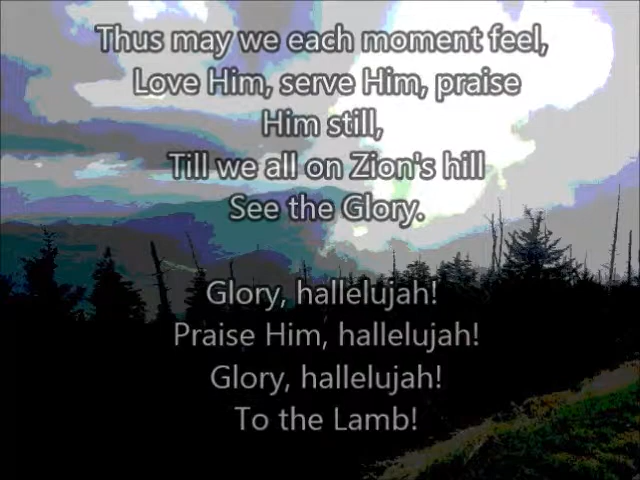 Thus may we each moment feel,
Love Him, serve Him, praise
Him still,
Till we all on Zion's hill
See the Glory.
Glory, hallelujah!
Praise Him, hallelujah!
Glory, hallelujah!
To the Lamb!